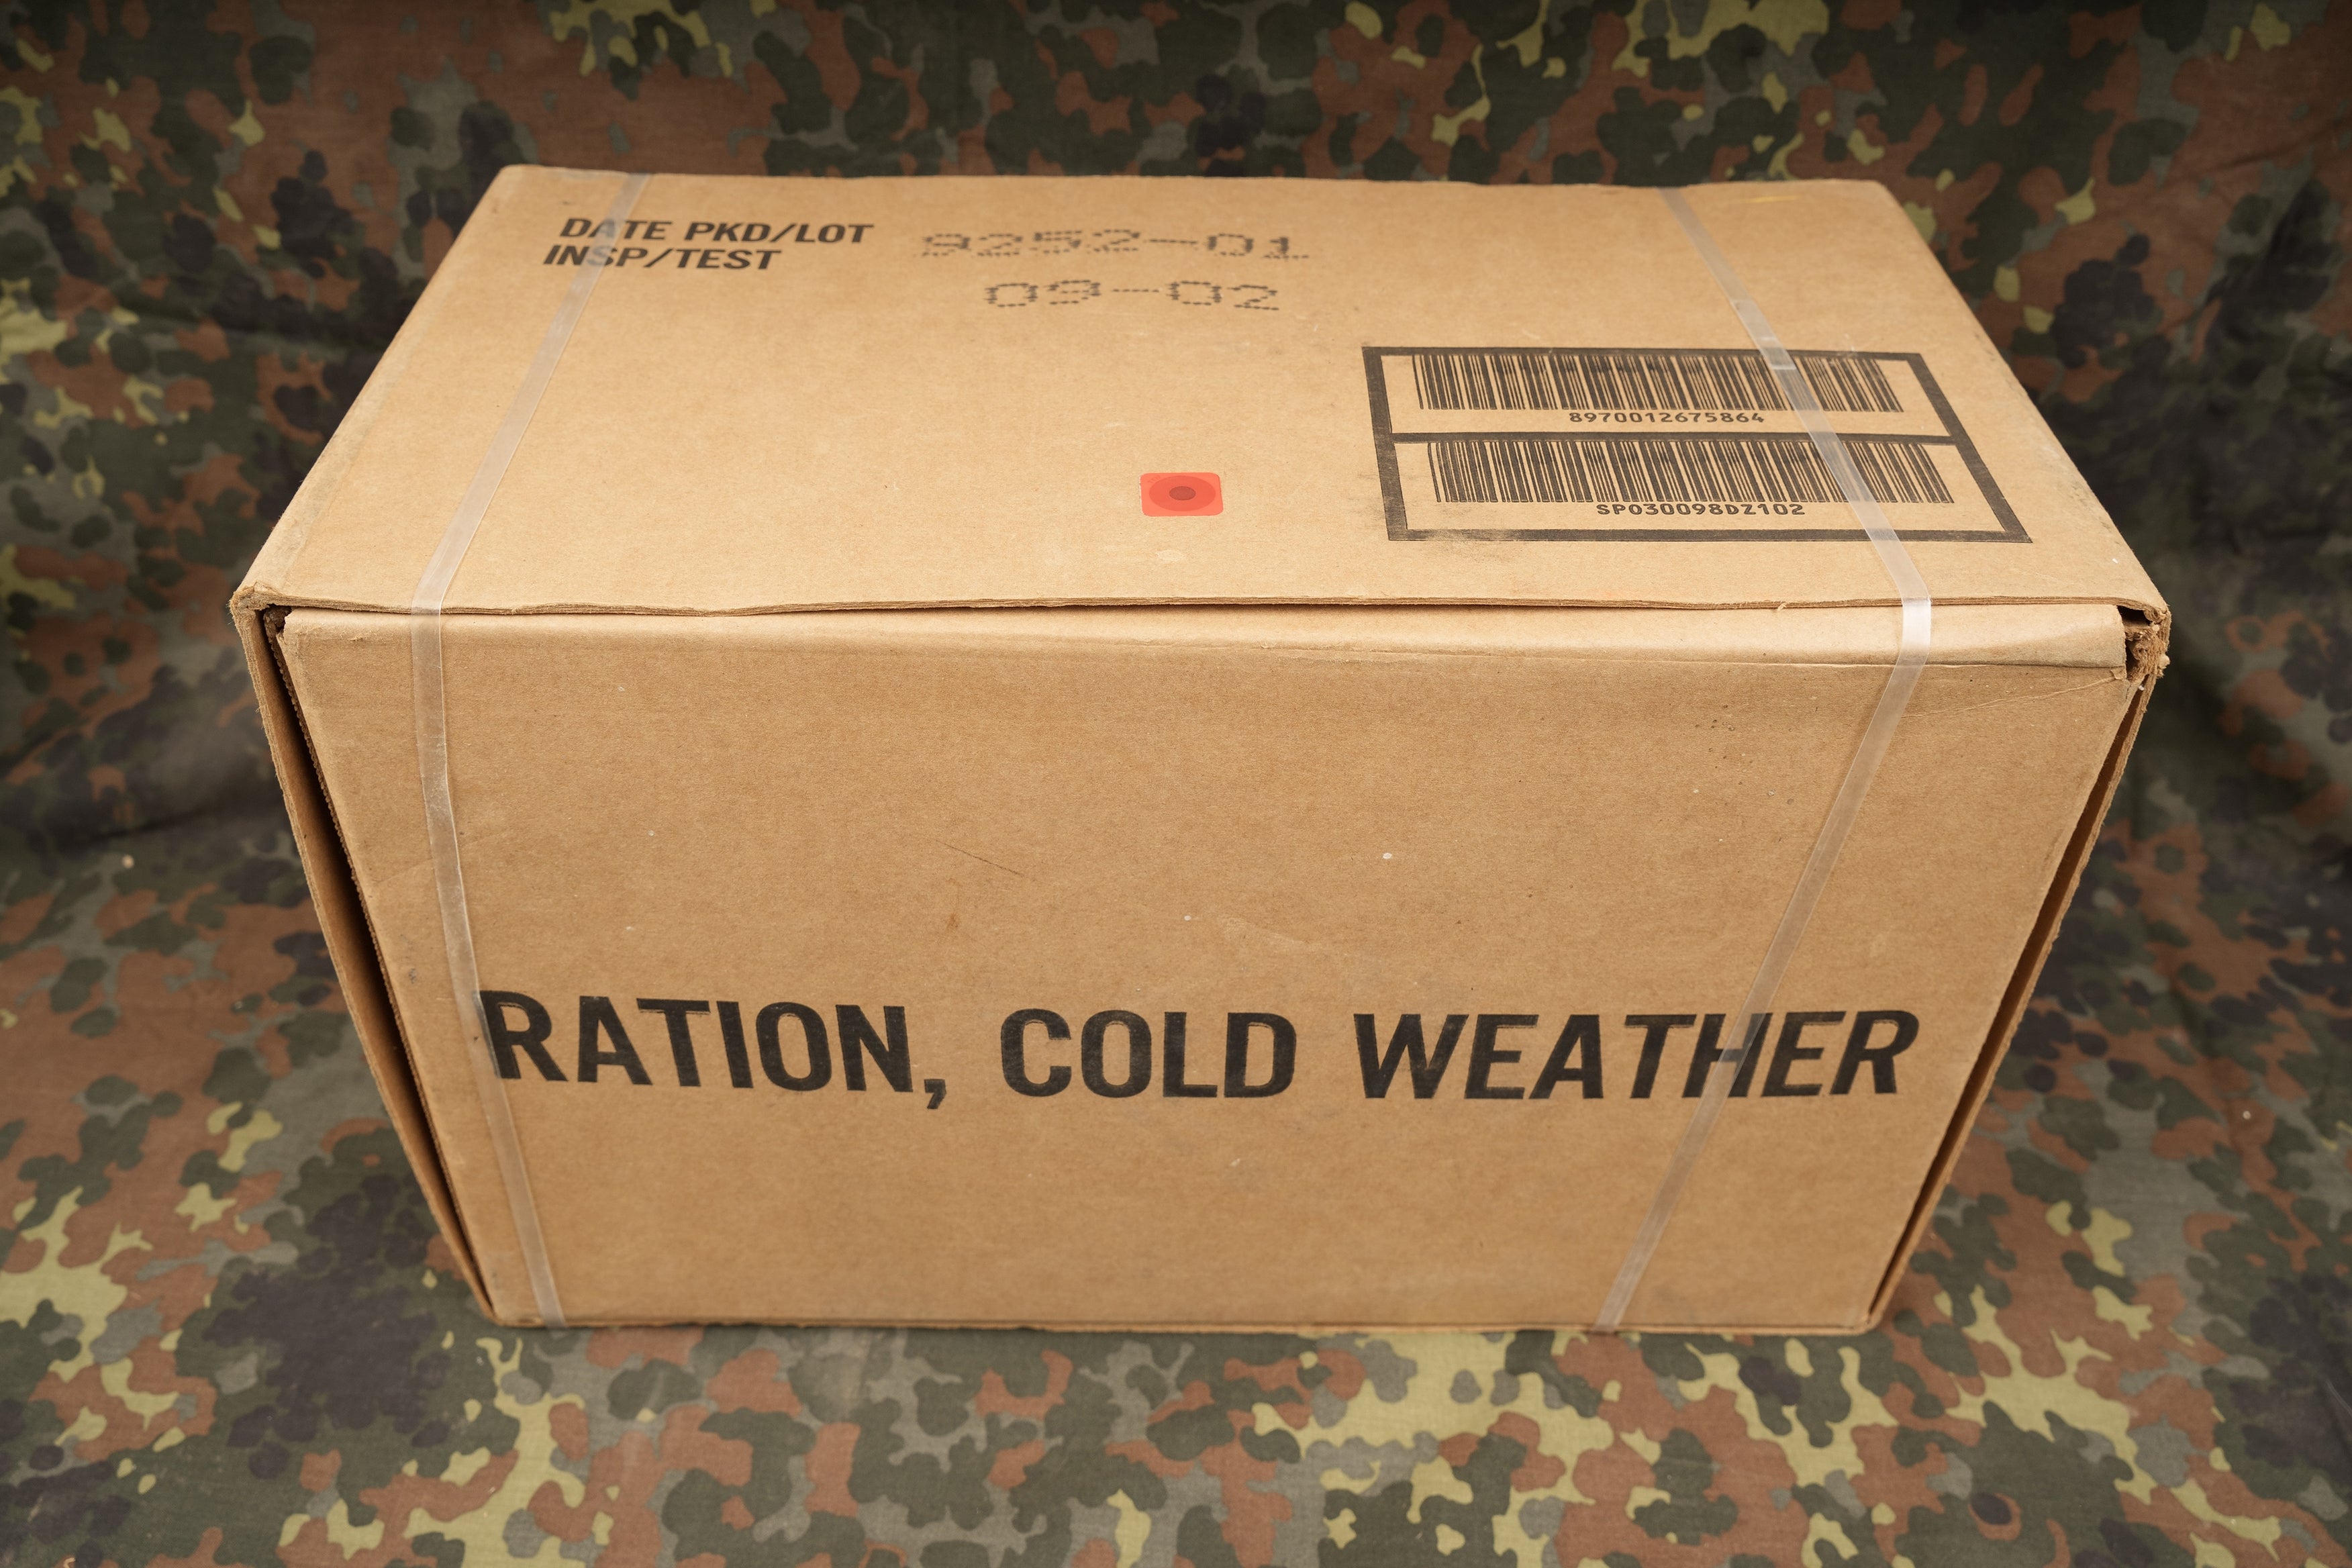 DATE PKD/LOT 9252-01
INSP/TEST 09-02
8970012675864
SP030098DZ102
RATION, COLD WEATHER